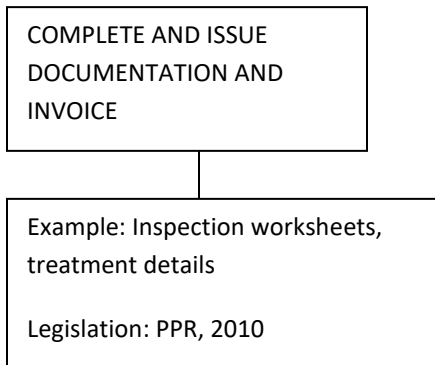 COMPLETE AND ISSUE
DOCUMENTATION AND
INVOICE
Example: Inspection worksheets,
treatment details
Legislation: PPR, 2010